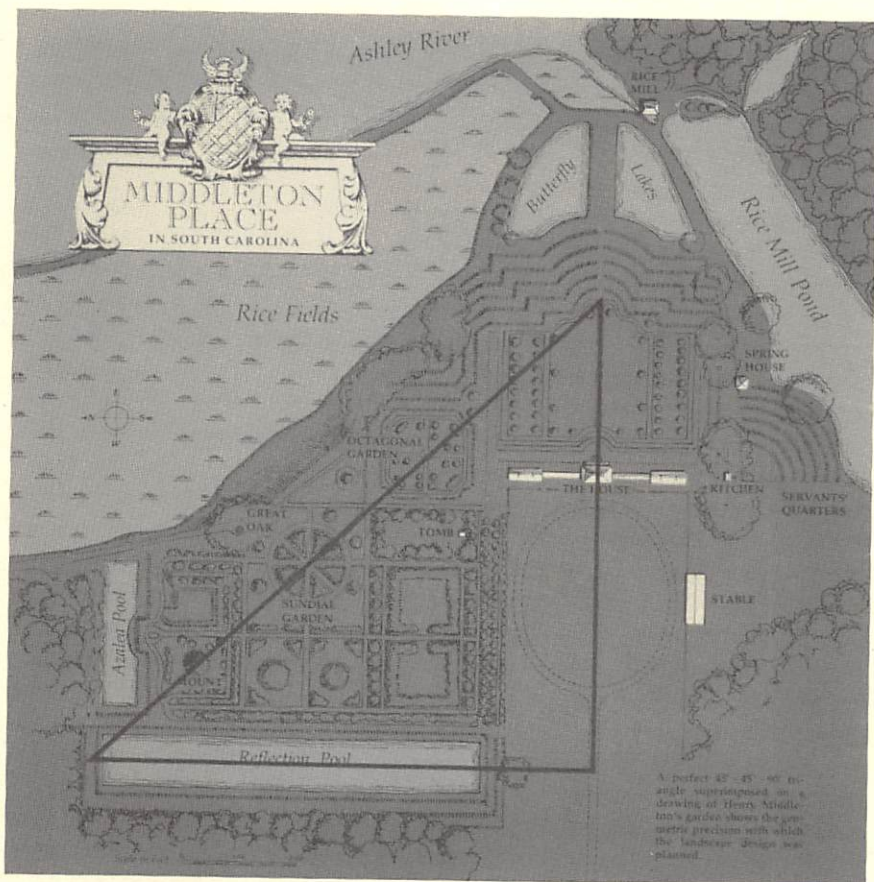 Ashley River
RICE
MILL
MIDDLETON
PLACE
IN SOUTH CAROLINA
Butterfly
Lakes
Rice Mill Pond
Rice Fields
SPRING
HOUSE
E
N
S
W
OCTAGONAL
GARDEN
THE HOUSE
KITCHEN
SERVANTS'
QUARTERS
GREAT
OAK
TOMB
STABLE
SUNDIAL
GARDEN
Azalea Pool
MOUNT
Reflection Pool
A perfect 45° 45° 90° tri-
angle superimposed on a
drawing of Henry Middle-
ton's garden shows the geo-
metric precision with which
the landscape design was
planned.